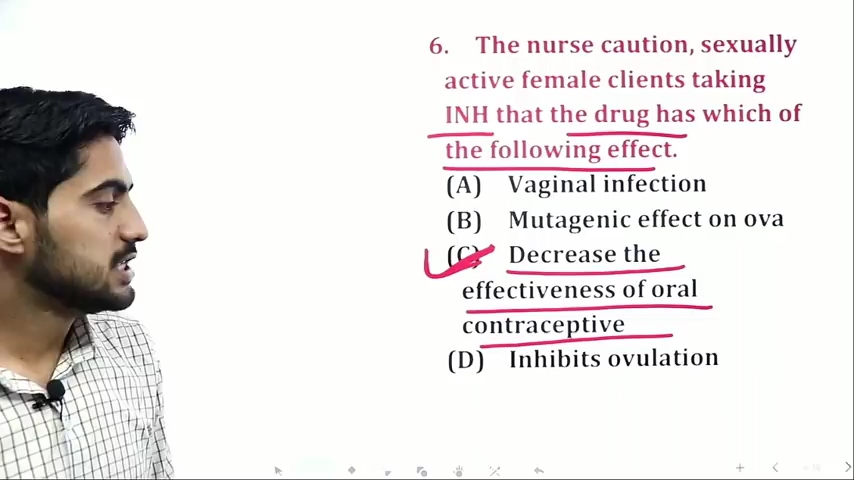 6. The nurse caution, sexually
active female clients taking
INH that the drug has which of
the following effect.
(A) Vaginal infection
(B) Mutagenic effect on ova
(C) Decrease the
effectiveness of oral
contraceptive
(D) Inhibits ovulation